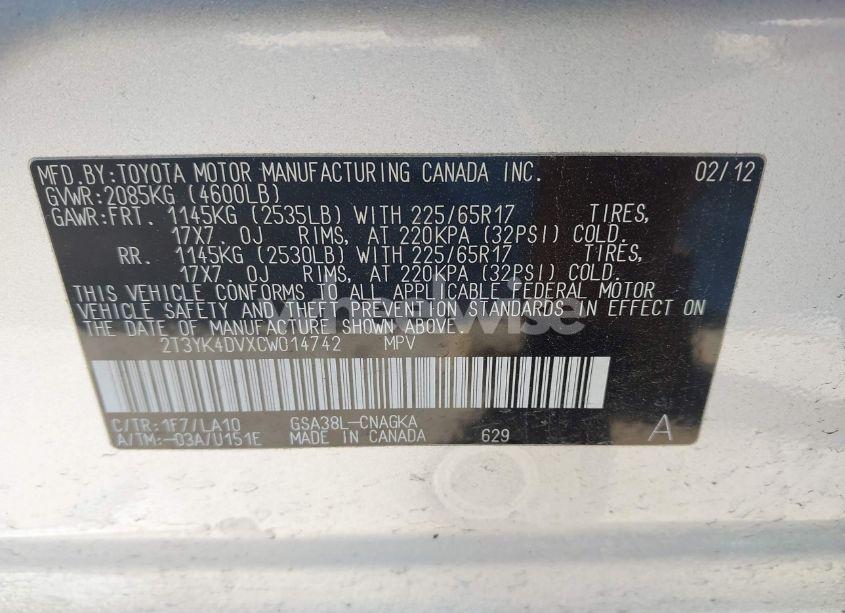 MFD.BY:TOYOTA MOTOR MANUFACTURING CANADA INC. 02/12
GVWR:2085KG (4600LB)
GAWR:FRT. 1145KG (2535LB) WITH 225/65R17 TIRES,
17X7. 0J RIMS, AT 220KPA (32PSI) COLD.
RR. 1145KG (2530LB) WITH 225/65R17 TIRES,
17X7. 0J RIMS, AT 220KPA (32PSI) COLD.
THIS VEHICLE CONFORMS TO ALL APPLICABLE FEDERAL MOTOR
VEHICLE SAFETY AND THEFT PREVENTION STANDARDS IN EFFECT ON
THE DATE OF MANUFACTURE SHOWN ABOVE.
2T3YK4DVXCW014742 MPV
C/TR:1F7/LA10 GSA38L-CNAGKA
A/TM:-03A/U151E MADE IN CANADA 629 A